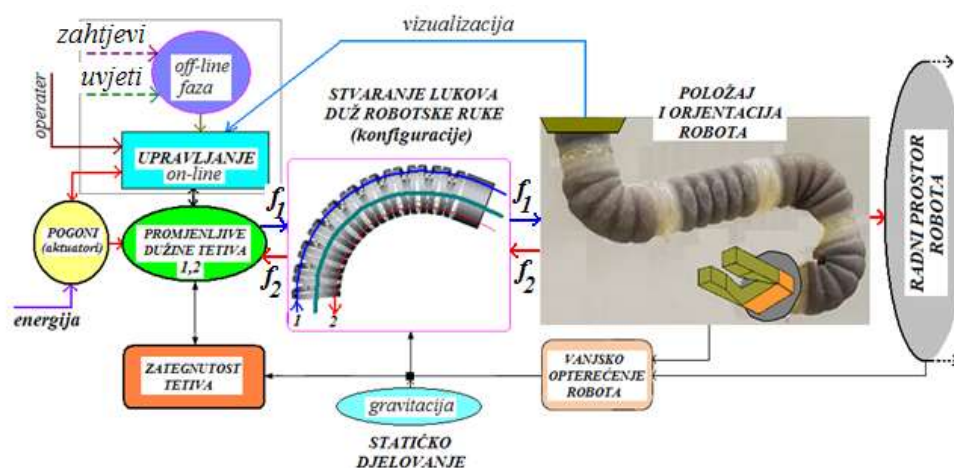 zahtjevi
uvjeti
operater
off-line
faza
vizualizacija
UPRAVLJANJE
on-line
POGONI
(aktuatori)
PROMJENLJIVE
DUŽINE TETIVA
1,2
energija
ZATEGNUTOST
TETIVA
f1
f2
STVARANJE LUKOVA
DUŽ ROBOTSKE RUKE
(konfiguracije)
1
2
gravitacija
STATIČKO
DJELOVANJE
f1
f2
POLOŽAJ
I ORJENTACIJA
ROBOTA
VANJSKO
OPTEREĆENJE
ROBOTA
RADNI PROSTOR
ROBOTA